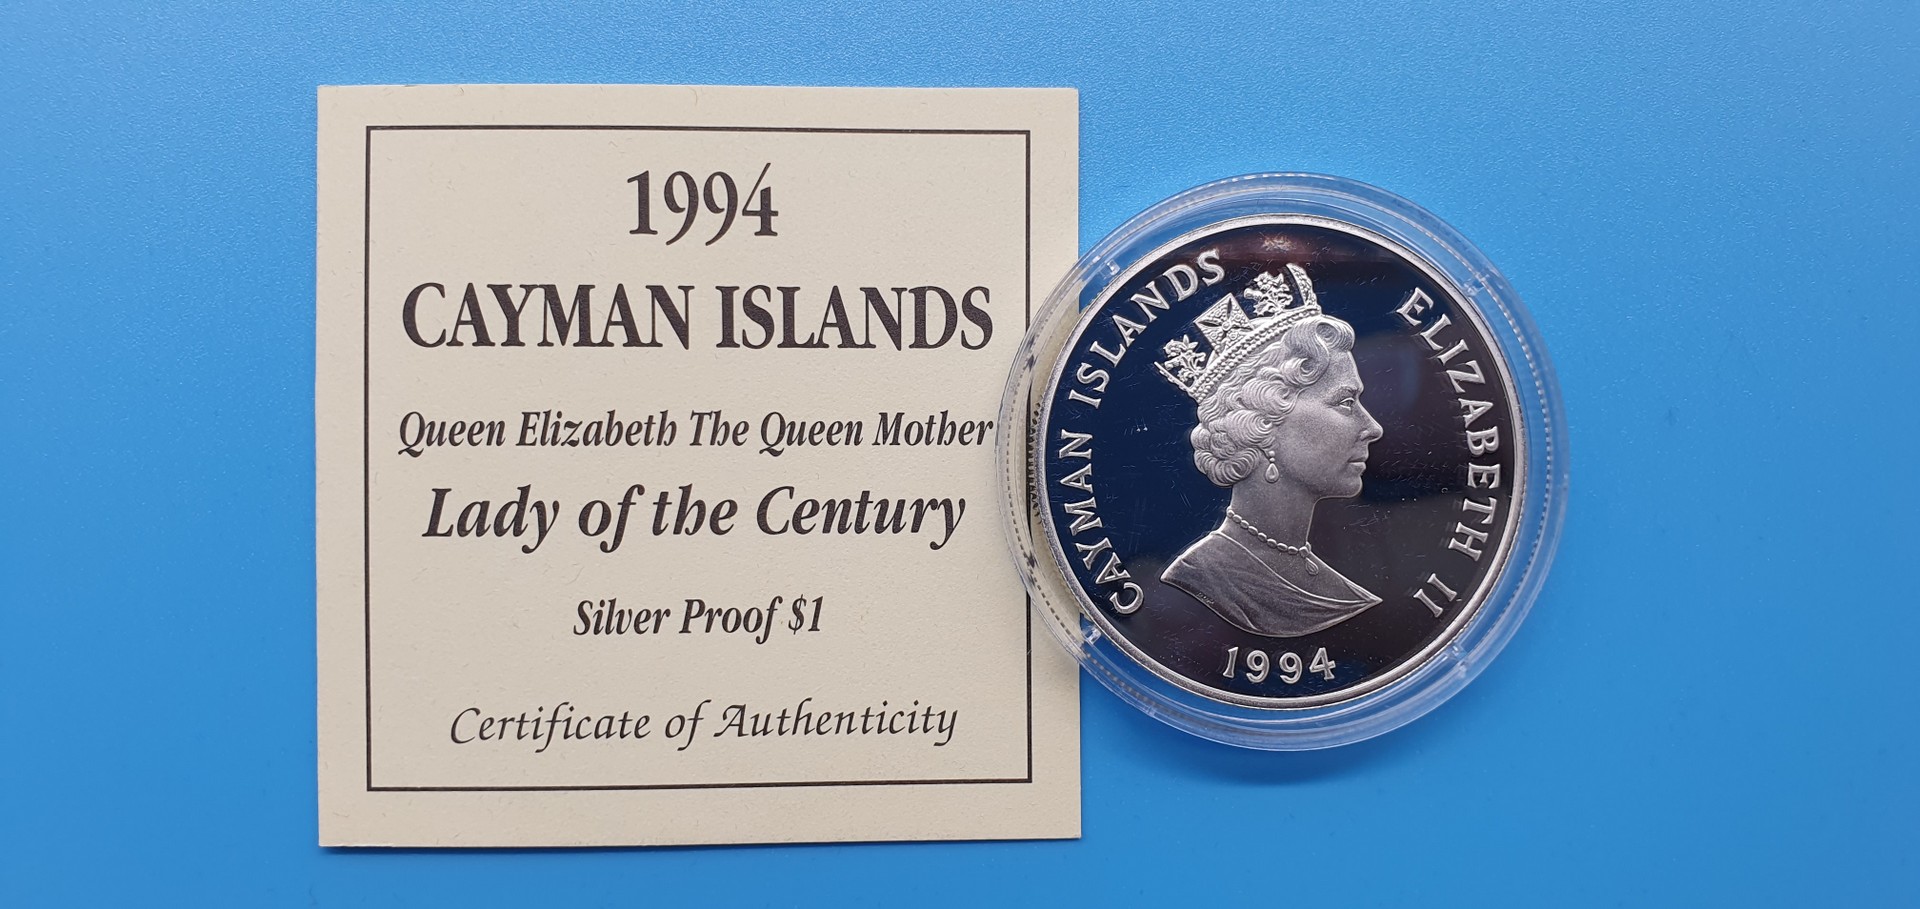 1994
CAYMAN ISLANDS
Queen Elizabeth The Queen Mother
Lady of the Century
Silver Proof $1
Certificate of Authenticity
CAYMAN ISLANDS
ELIZABETH II
1994